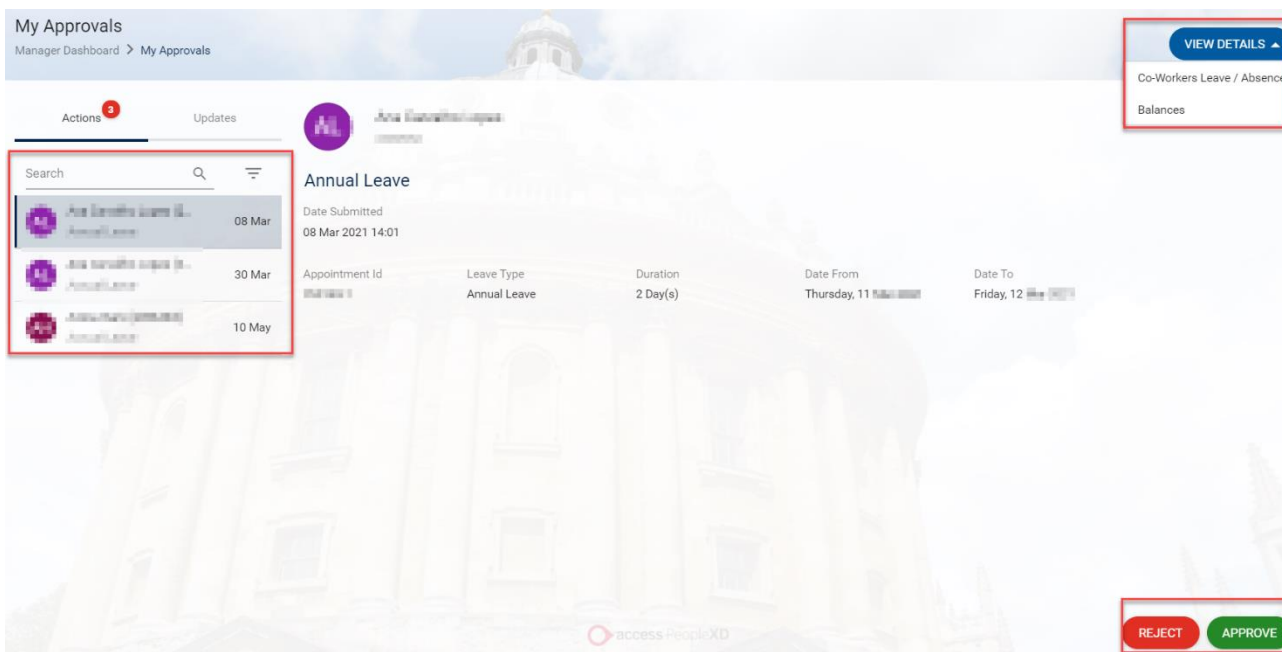 My Approvals
Manager Dashboard > My Approvals
VIEW DETAILS
Co-Workers Leave / Absence
Balances
Actions 3 Updates
Search
08 Mar
30 Mar
10 May
AL
Annual Leave
Date Submitted
08 Mar 2021 14:01
Appointment Id Leave Type Duration Date From Date To
Annual Leave 2 Day(s) Thursday, 11 Friday, 12
access PeopleXD
REJECT APPROVE